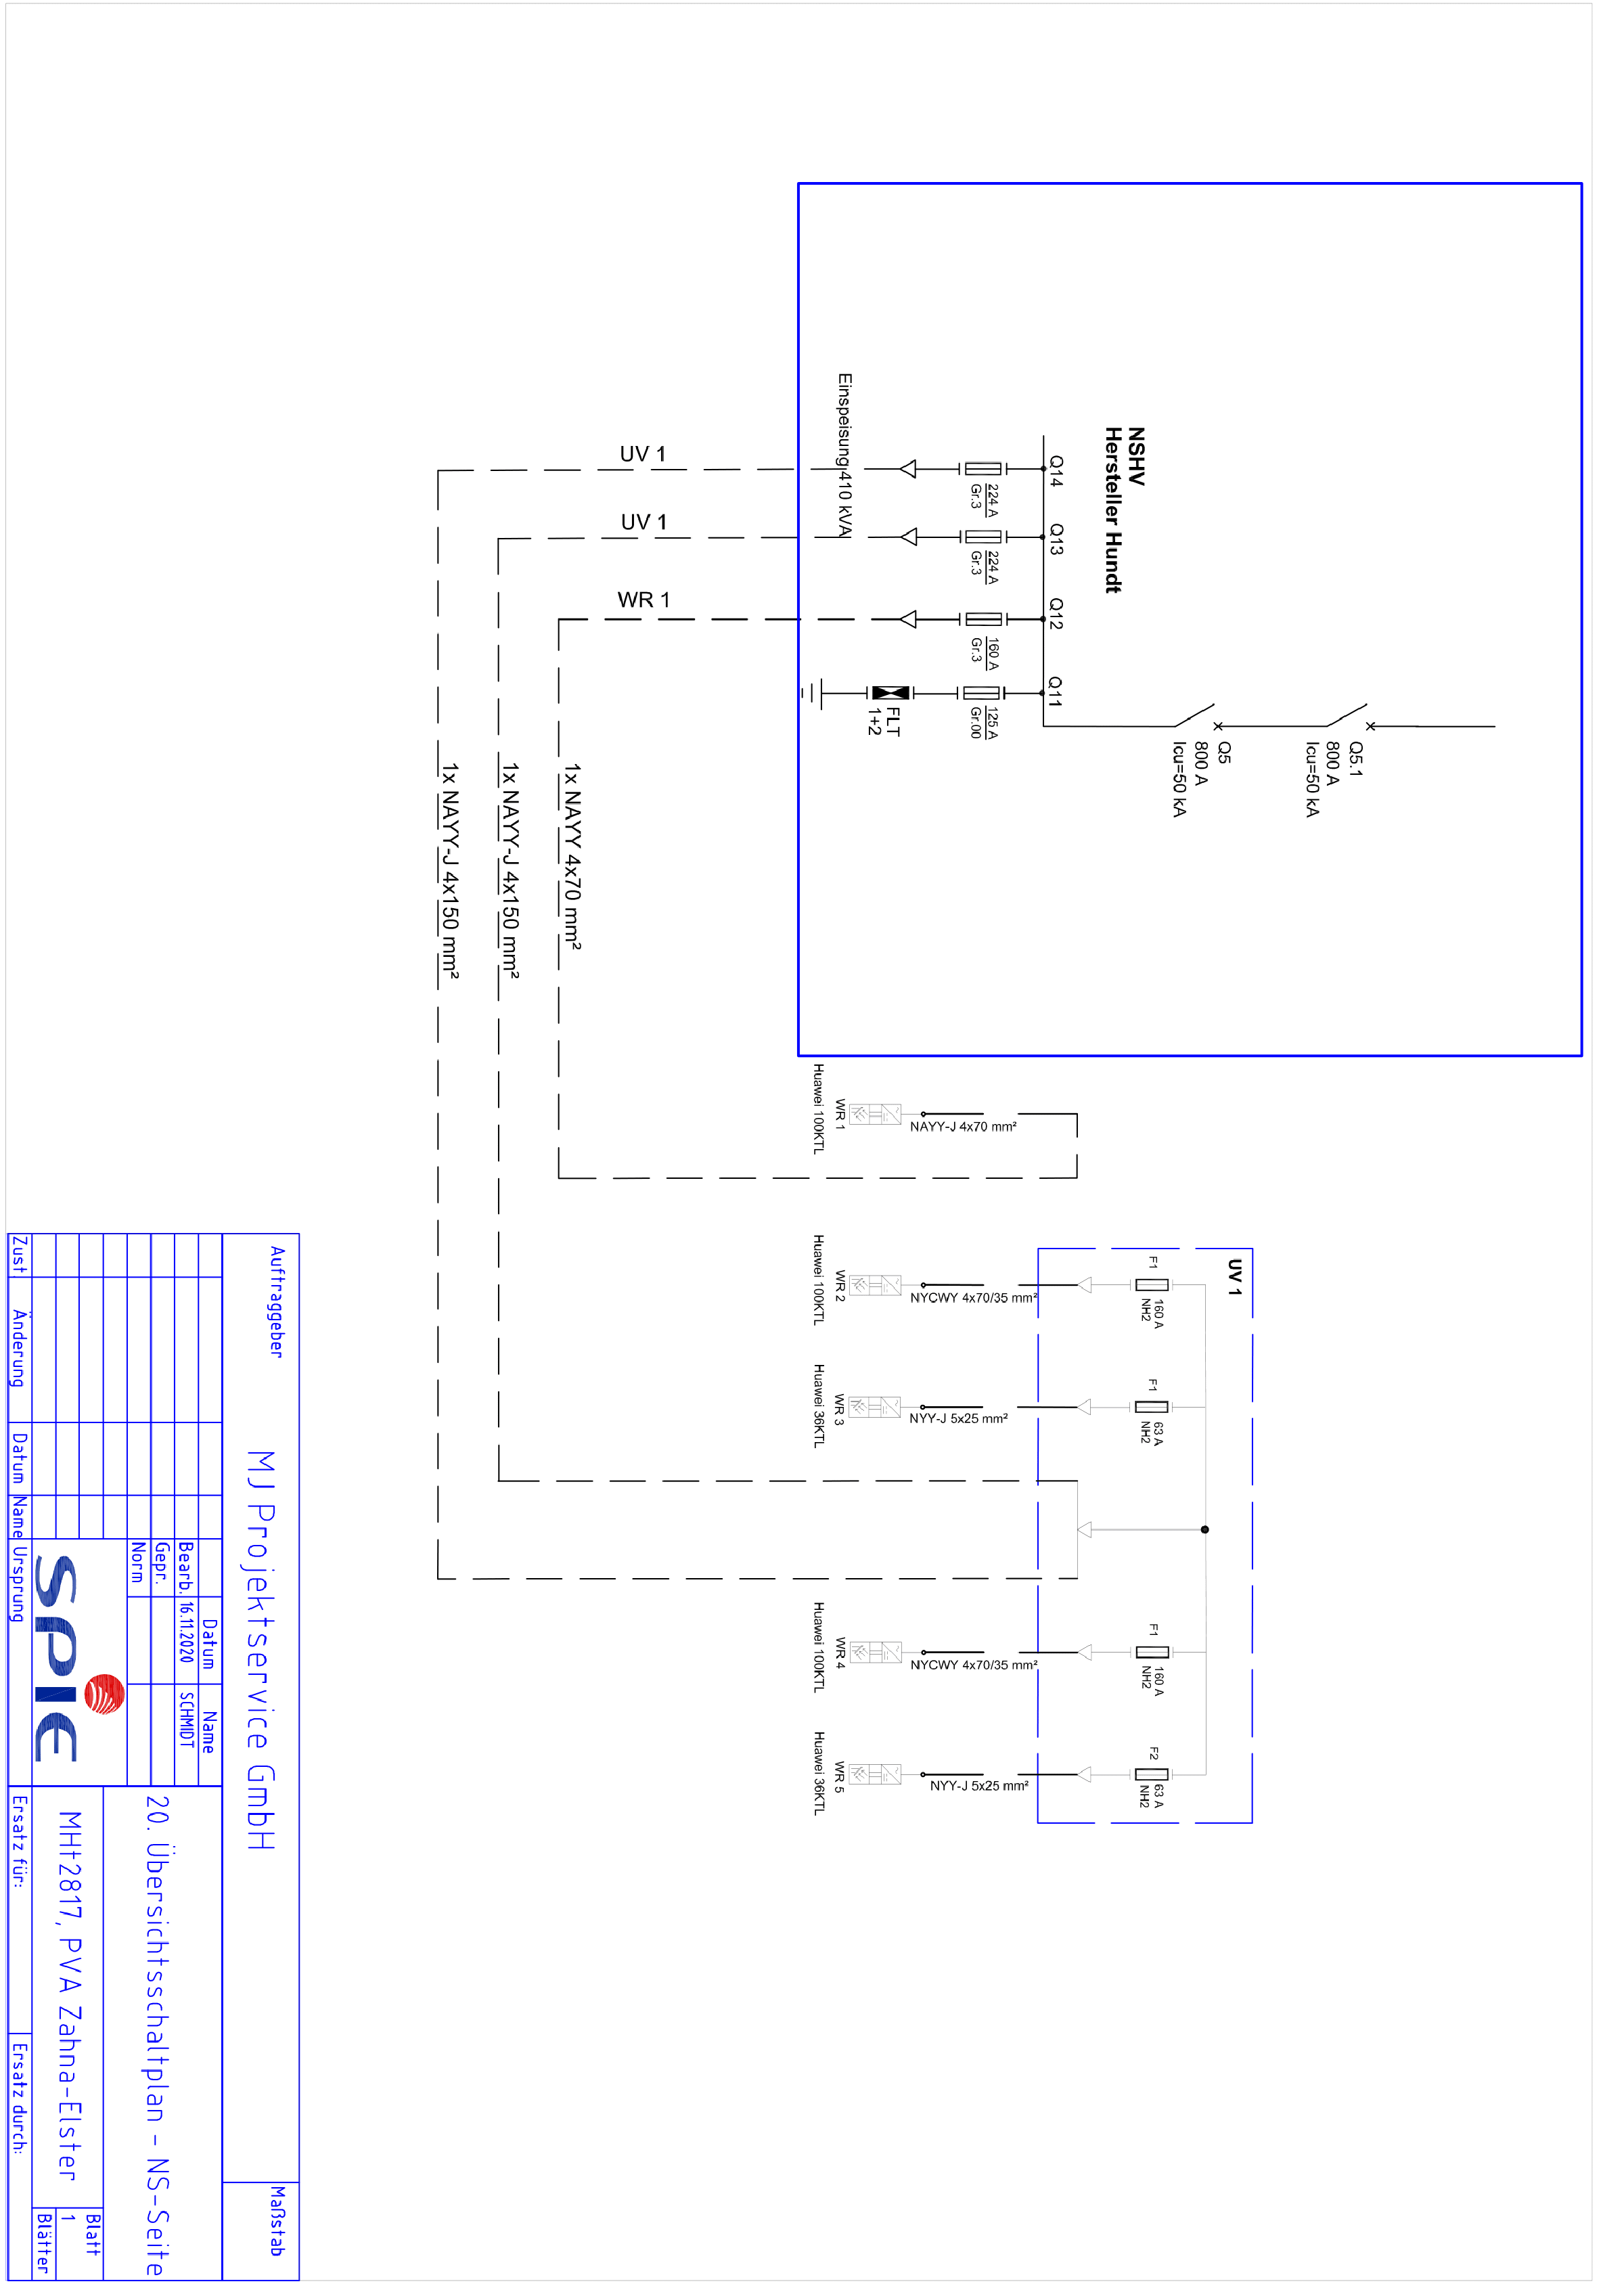 Q5.1
800 A
Icu=50 kA
Q5
800 A
Icu=50 kA
NSHV
Hersteller Hundt
Q14
Q13
Q12
Q11
224 A
Gr.3
224 A
Gr.3
160 A
Gr.3
125 A
Gr.00
FLT
1+2
Einspeisung 410 kVA
UV 1
UV 1
WR 1
1x NAYY 4x70 mm²
1x NAYY-J 4x150 mm²
1x NAYY-J 4x150 mm²
NAYY-J 4x70 mm²
WR 1
Huawei 100KTL
UV 1
F1
160 A
NH2
F1
63 A
NH2
F1
160 A
NH2
F2
63 A
NH2
NYCWY 4x70/35 mm²
WR 2
Huawei 100KTL
NYY-J 5x25 mm²
WR 3
Huawei 36KTL
NYCWY 4x70/35 mm²
WR 4
Huawei 100KTL
NYY-J 5x25 mm²
WR 5
Huawei 36KTL
Auftraggeber
MJ Projektservice GmbH
Maßstab
Datum
Name
Bearb.
16.11.2020
SCHMIDT
Gepr.
Norm
20. Übersichtsschaltplan - NS-Seite
SPIE
MHt2817, PVA Zahna-Elster
Blatt
1
Blätter
Zust
Änderung
Datum
Name
Ursprung
Ersatz für:
Ersatz durch: